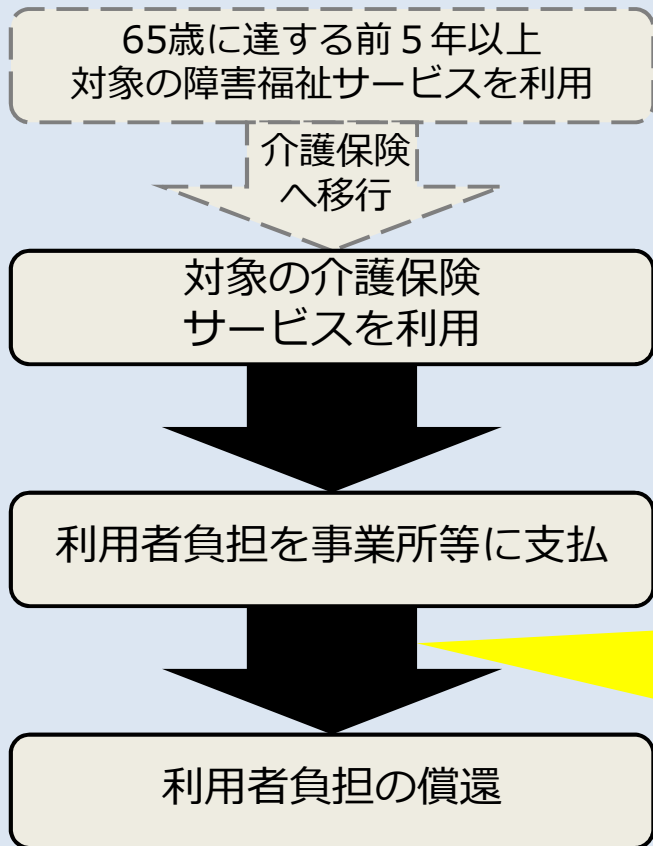 65歳に達する前５年以上
対象の障害福祉サービスを利用
介護保険
へ移行
対象の介護保険
サービスを利用
利用者負担を事業所等に支払
利用者負担の償還